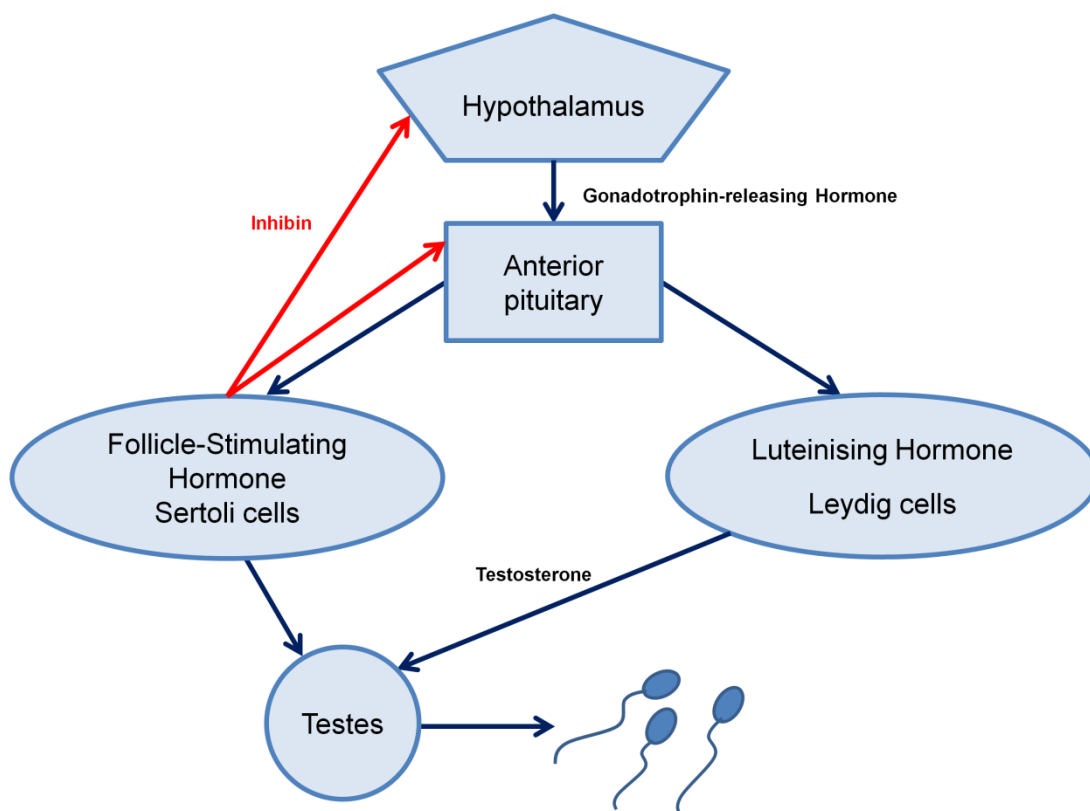 Hypothalamus
Gonadotrophin-releasing Hormone
Inhibin
Anterior
pituitary
Follicle-Stimulating
Hormone
Sertoli cells
Luteinising Hormone
Leydig cells
Testosterone
Testes